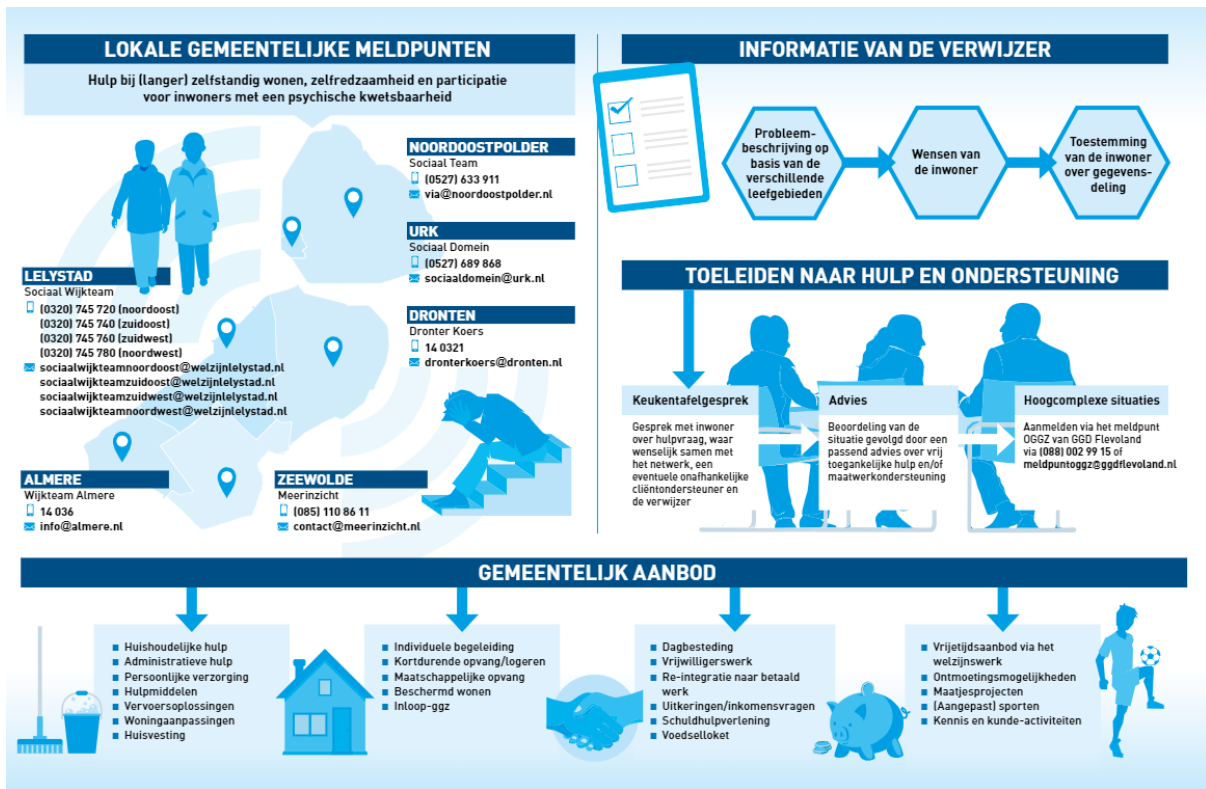 LOKALE GEMEENTELIJKE MELDPUNTEN
Hulp bij (langer) zelfstandig wonen, zelfredzaamheid en participatie
voor inwoners met een psychische kwetsbaarheid
NOORDOOSTPOLDER
Sociaal Team
(0527) 633 911
via@noordoostpolder.nl
URK
Sociaal Domein
(0527) 689 868
sociaaldomein@urk.nl
LELYSTAD
Sociaal Wijkteam
(0320) 745 720 (noordoost)
(0320) 745 740 (zuidoost)
(0320) 745 760 (zuidwest)
(0320) 745 780 (noordwest)
sociaalwijkteamnoordoost@welzijnlelystad.nl
sociaalwijkteamzuidoost@welzijnlelystad.nl
sociaalwijkteamzuidwest@welzijnlelystad.nl
sociaalwijkteamnoordwest@welzijnlelystad.nl
DRONTEN
Dronter Koers
14 0321
dronterkoers@dronten.nl
ALMERE
Wijkteam Almere
14 036
info@almere.nl
ZEEWOLDE
Meerinzicht
(085) 110 86 11
contact@meerinzicht.nl
INFORMATIE VAN DE VERWIJZER
Probleem-
beschrijving op
basis van de
verschillende
leefgebieden
Wensen van
de inwoner
Toestemming
van de inwoner
over gegevens-
deling
TOELEIDEN NAAR HULP EN ONDERSTEUNING
Keukentafelgesprek
Gesprek met inwoner
over hulpvraag, waar
wenselijk samen met
het netwerk, een
eventuele onafhankelijke
cliëntondersteuner en
de verwijzer
Advies
Beoordeling van de
situatie gevolgd door een
passend advies over vrij
toegankelijke hulp en/of
maatwerkondersteuning
Hoogcomplexe situaties
Aanmelden via het meldpunt
OGGZ van GGD Flevoland
via (088) 002 99 15 of
meldpuntoggz@ggdflevoland.nl
GEMEENTELIJK AANBOD
Huishoudelijke hulp
Administratieve hulp
Persoonlijke verzorging
Hulpmiddelen
Vervoersoplossingen
Woningaanpassingen
Huisvesting
Individuele begeleiding
Kortdurende opvang/logeren
Maatschappelijke opvang
Beschermd wonen
Inloop-ggz
Dagbesteding
Vrijwilligerswerk
Re-integratie naar betaald
werk
Uitkeringen/inkomensvragen
Schuldhulpverlening
Voedselloket
Vrijetijdsaanbod via het
welzijnswerk
Ontmoetingsmogelijkheden
Maatjesprojecten
(Aangepast) sporten
Kennis en kunde-activiteiten